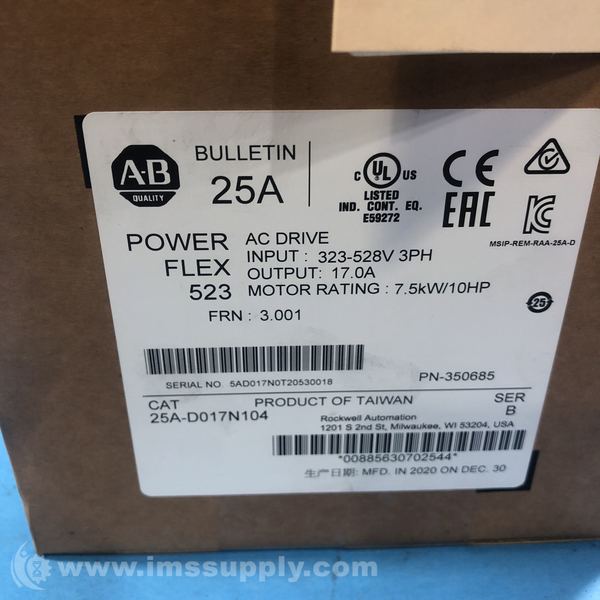 A-B
QUALITY
BULLETIN
25A
C UL US
LISTED
IND. CONT. EQ.
E59272
CE
EAC
MSIP-REM-RAA-25A-D
POWER
FLEX
523
AC DRIVE
INPUT : 323-528V 3PH
OUTPUT: 17.0A
MOTOR RATING : 7.5kW/10HP
FRN : 3.001
25
SERIAL NO. 5AD017N0T20530018
PN-350685
CAT
25A-D017N104
PRODUCT OF TAIWAN
Rockwell Automation
1201 S 2nd St, Milwaukee, WI 53204, USA
SER
B
*00885630702544*
生产日期: MFD. IN 2020 ON DEC. 30
www.imssupply.com